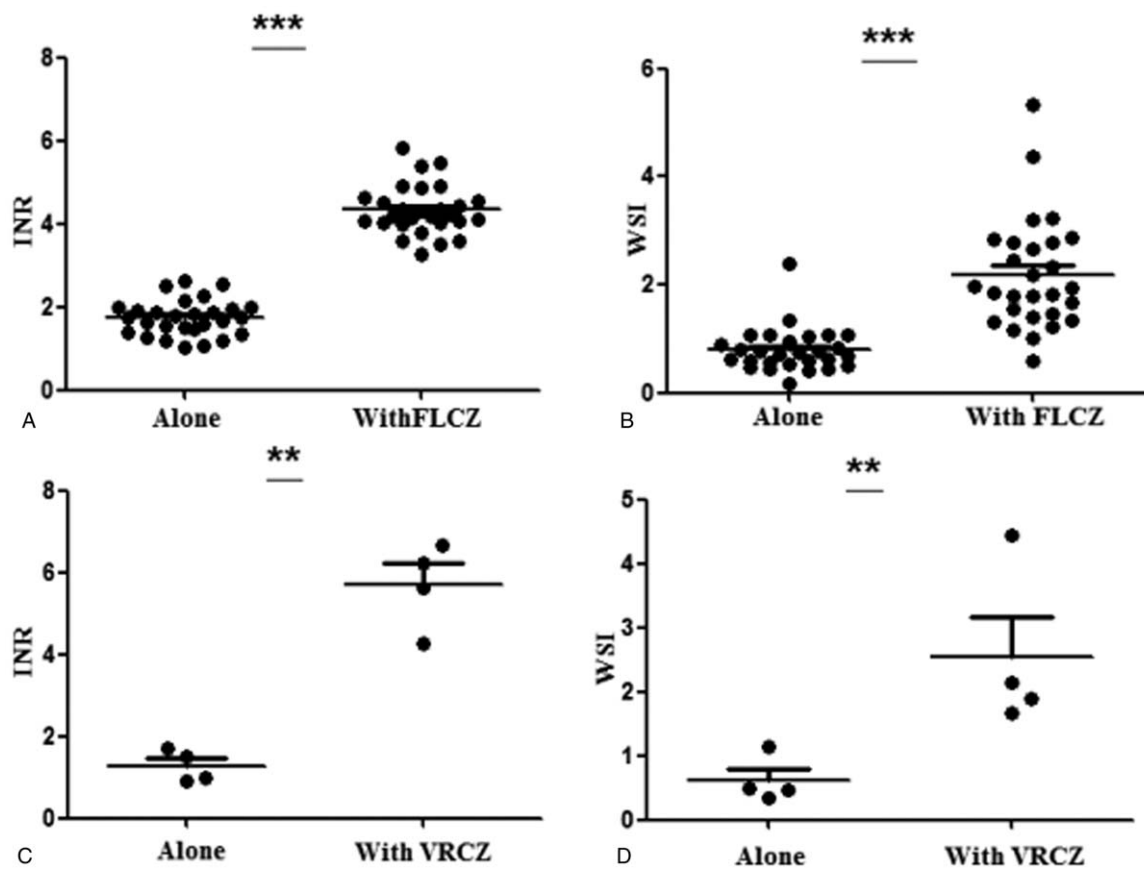 ***
8
6
4
2
0
INR
Alone WithFLCZ
A
***
6
4
2
0
WSI
Alone With FLCZ
B
**
8
6
4
2
0
INR
Alone With VRCZ
C
**
5
4
3
2
1
0
WSI
Alone With VRCZ
D